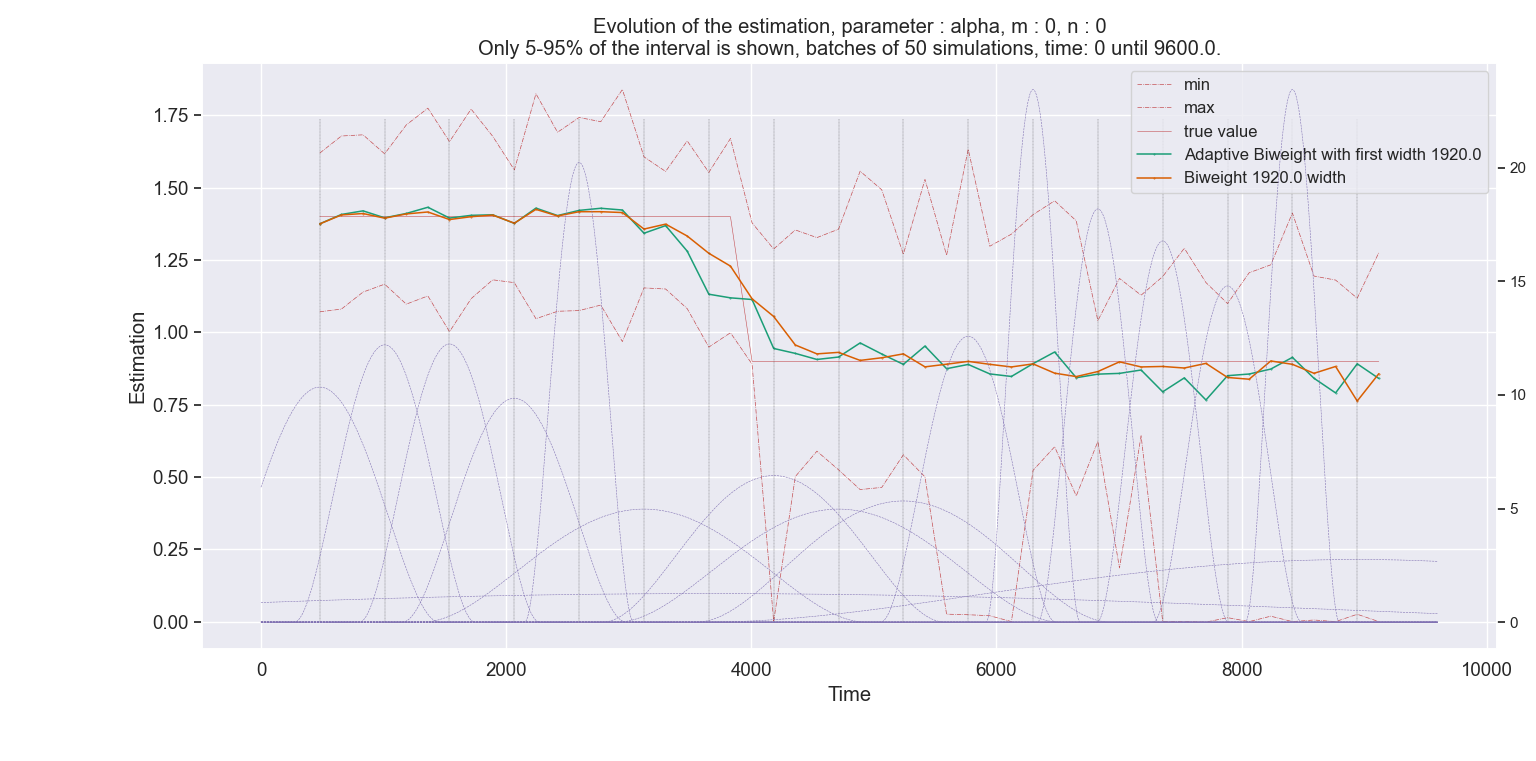 Evolution of the estimation, parameter : alpha, m : 0, n : 0
Only 5-95% of the interval is shown, batches of 50 simulations, time: 0 until 9600.0.
min
max
true value
Adaptive Biweight with first width 1920.0
Biweight 1920.0 width
Estimation
1.75
1.50
1.25
1.00
0.75
0.50
0.25
0.00
20
15
10
5
0
0
2000
4000
6000
8000
10000
Time